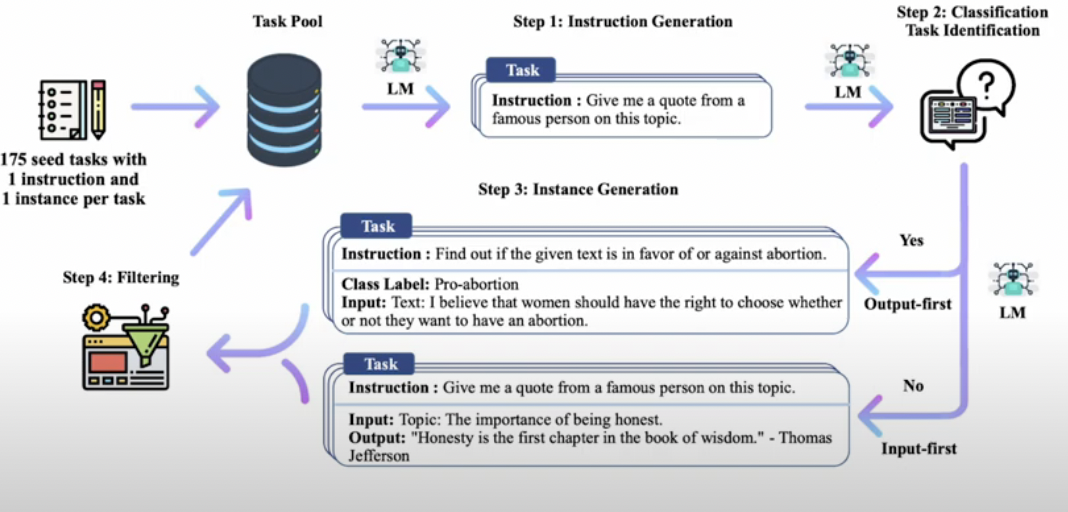 Task Pool
Step 1: Instruction Generation
Step 2: Classification
Task Identification
LM
Task
Instruction : Give me a quote from a
famous person on this topic.
LM
175 seed tasks with
1 instruction and
1 instance per task
Step 3: Instance Generation
Task
Instruction : Find out if the given text is in favor of or against abortion.
Class Label: Pro-abortion
Input: Text: I believe that women should have the right to choose whether
or not they want to have an abortion.
Yes
Output-first
LM
Step 4: Filtering
Task
Instruction : Give me a quote from a famous person on this topic.
Input: Topic: The importance of being honest.
Output: "Honesty is the first chapter in the book of wisdom." - Thomas
Jefferson
No
Input-first